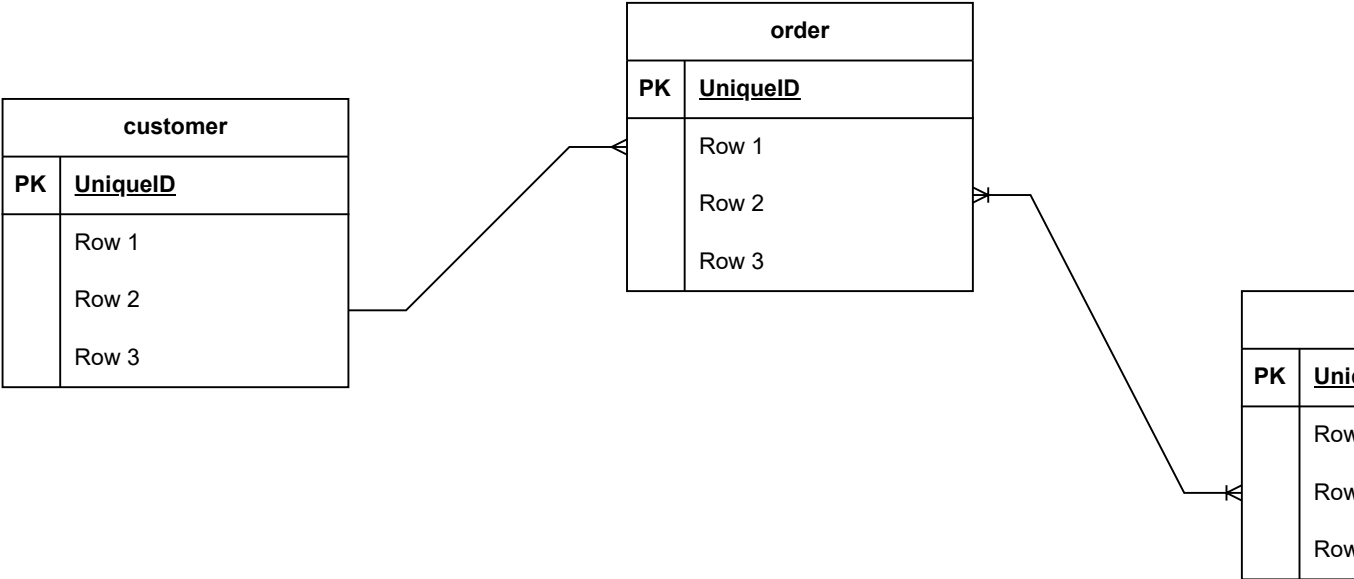 customer
PK UniqueID
Row 1
Row 2
Row 3
order
PK UniqueID
Row 1
Row 2
Row 3
PK